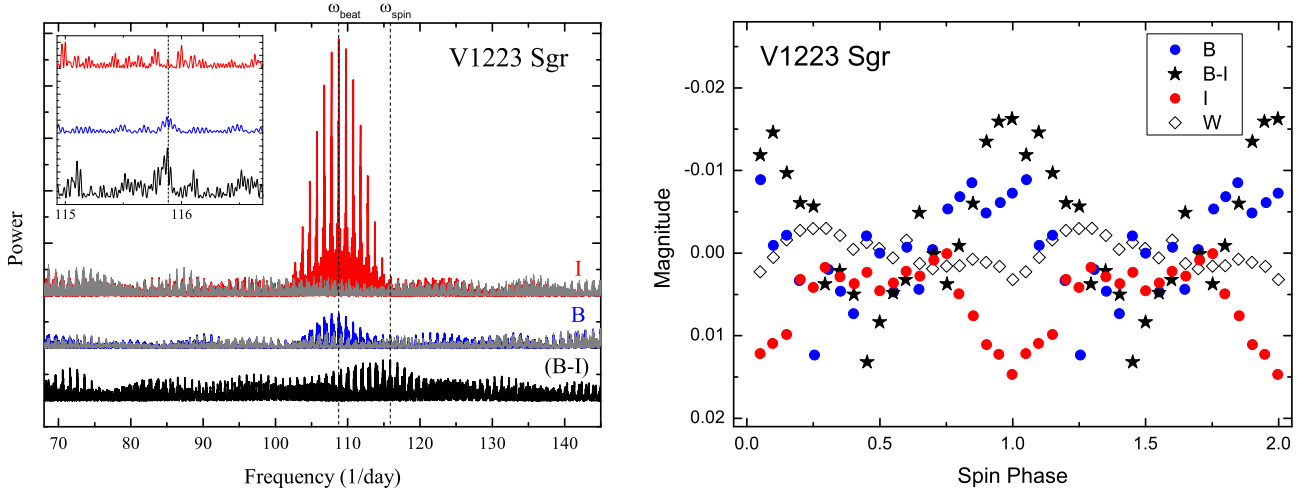 ωbeat ωspin
V1223 Sgr
115 116
Power
I
B
(B-I)
70 80 90 100 110 120 130 140
Frequency (1/day)
V1223 Sgr
B
B-I
I
W
-0.02
-0.01
0.00
0.01
0.02
Magnitude
0.0 0.5 1.0 1.5 2.0
Spin Phase